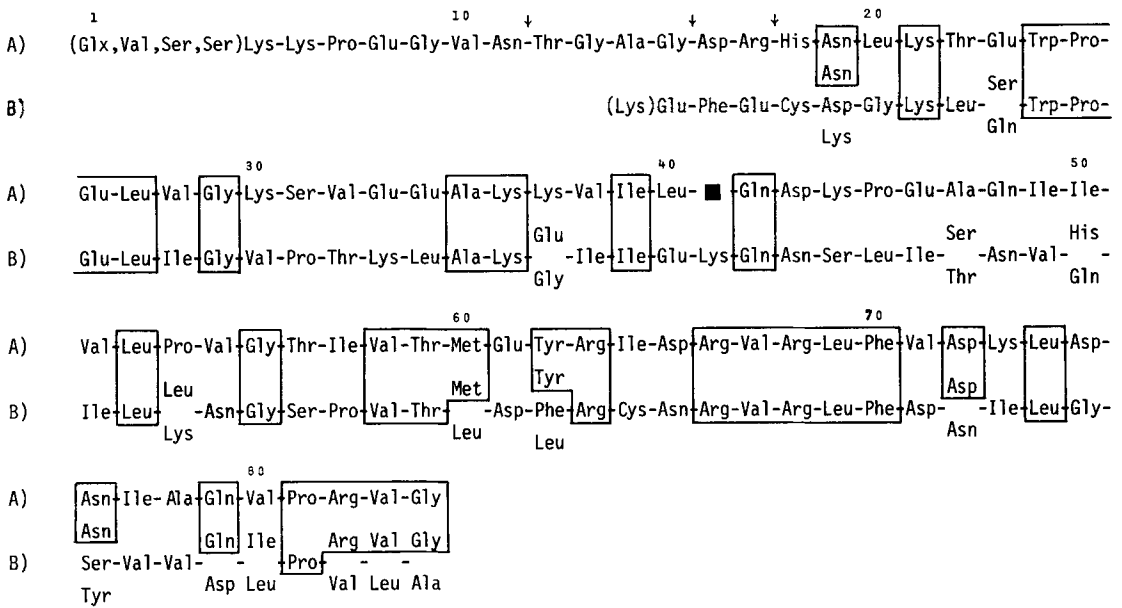 1 10 ↓ ↓ ↓ 20
A) (Glx,Val,Ser,Ser)Lys-Lys-Pro-Glu-Gly-Val-Asn-Thr-Gly-Ala-Gly-Asp-Arg-His-Asn-Leu-Lys-Thr-Glu-Trp-Pro-
Asn Ser
B) (Lys)Glu-Phe-Glu-Cys-Asp-Gly-Lys-Leu- Trp-Pro-
Lys Gln
30 40 50
A) Glu-Leu-Val-Gly-Lys-Ser-Val-Glu-Glu-Ala-Lys-Lys-Val-Ile-Leu-■-Gln-Asp-Lys-Pro-Glu-Ala-Gln-Ile-Ile-
Glu Ser His
B) Glu-Leu-Ile-Gly-Val-Pro-Thr-Lys-Leu-Ala-Lys- -Ile-Ile-Glu-Lys-Gln-Asn-Ser-Leu-Ile- -Asn-Val- -
Gly Thr Gln
60 70
A) Val-Leu-Pro-Val-Gly-Thr-Ile-Val-Thr-Met-Glu-Tyr-Arg-Ile-Asp-Arg-Val-Arg-Leu-Phe-Val-Asp-Lys-Leu-Asp-
Leu Met Tyr Asp
B) Ile-Leu- -Asn-Gly-Ser-Pro-Val-Thr- -Asp-Phe-Arg-Cys-Asn-Arg-Val-Arg-Leu-Phe-Asp- -Ile-Leu-Gly-
Lys Leu Leu Asn
80
A) Asn-Ile-Ala-Gln-Val-Pro-Arg-Val-Gly
Asn Gln Ile Arg Val Gly
B) Ser-Val-Val- - -Pro- - -
Tyr Asp Leu Val Leu Ala